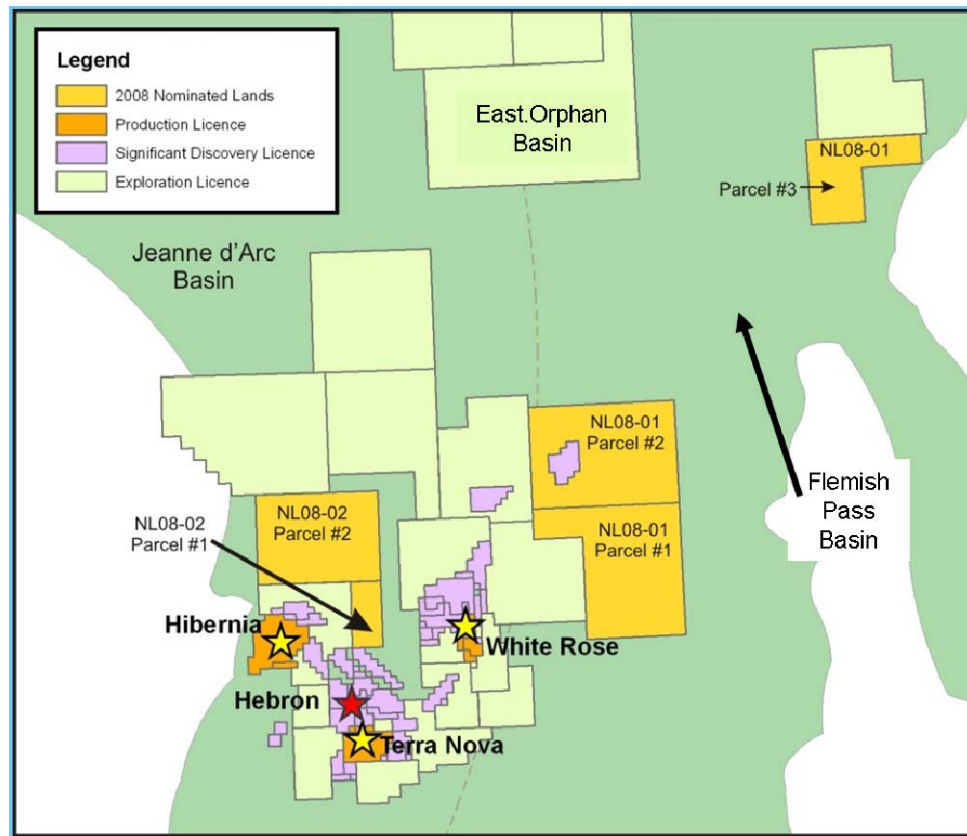 Legend
2008 Nominated Lands
Production Licence
Significant Discovery Licence
Exploration Licence
East.Orphan
Basin
NL08-01
Parcel #3
Jeanne d'Arc
Basin
NL08-01
Parcel #2
Flemish
Pass
Basin
NL08-02
Parcel #1
NL08-02
Parcel #2
NL08-01
Parcel #1
Hibernia
White Rose
Hebron
Terra Nova